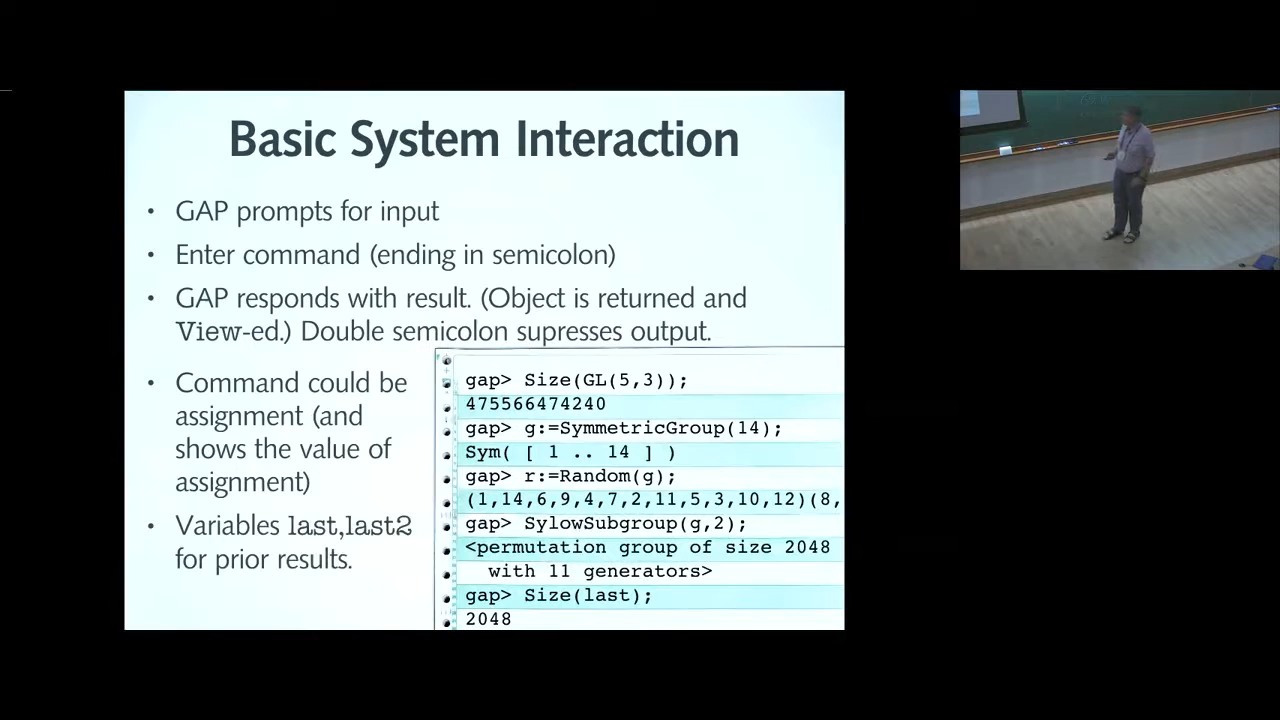 Basic System Interaction
• GAP prompts for input
• Enter command (ending in semicolon)
• GAP responds with result. (Object is returned and
View-ed.) Double semicolon supresses output.
• Command could be
assignment (and
shows the value of
assignment)
• Variables last,last2
for prior results.
gap> Size(GL(5,3));
475566474240
gap> g:=SymmetricGroup(14);
Sym( [ 1 .. 14 ] )
gap> r:=Random(g);
(1,14,6,9,4,7,2,11,5,3,10,12)(8,
gap> SylowSubgroup(g,2);
<permutation group of size 2048
with 11 generators>
gap> Size(last);
2048